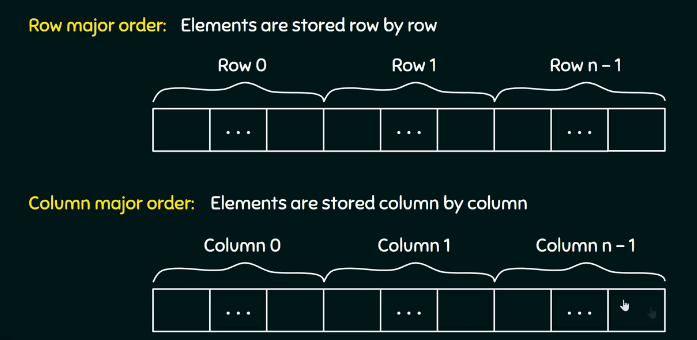 Row major order: Elements are stored row by row
Row 0 Row 1 Row n - 1
... ... ...
Column major order: Elements are stored column by column
Column 0 Column 1 Column n - 1
... ... ...